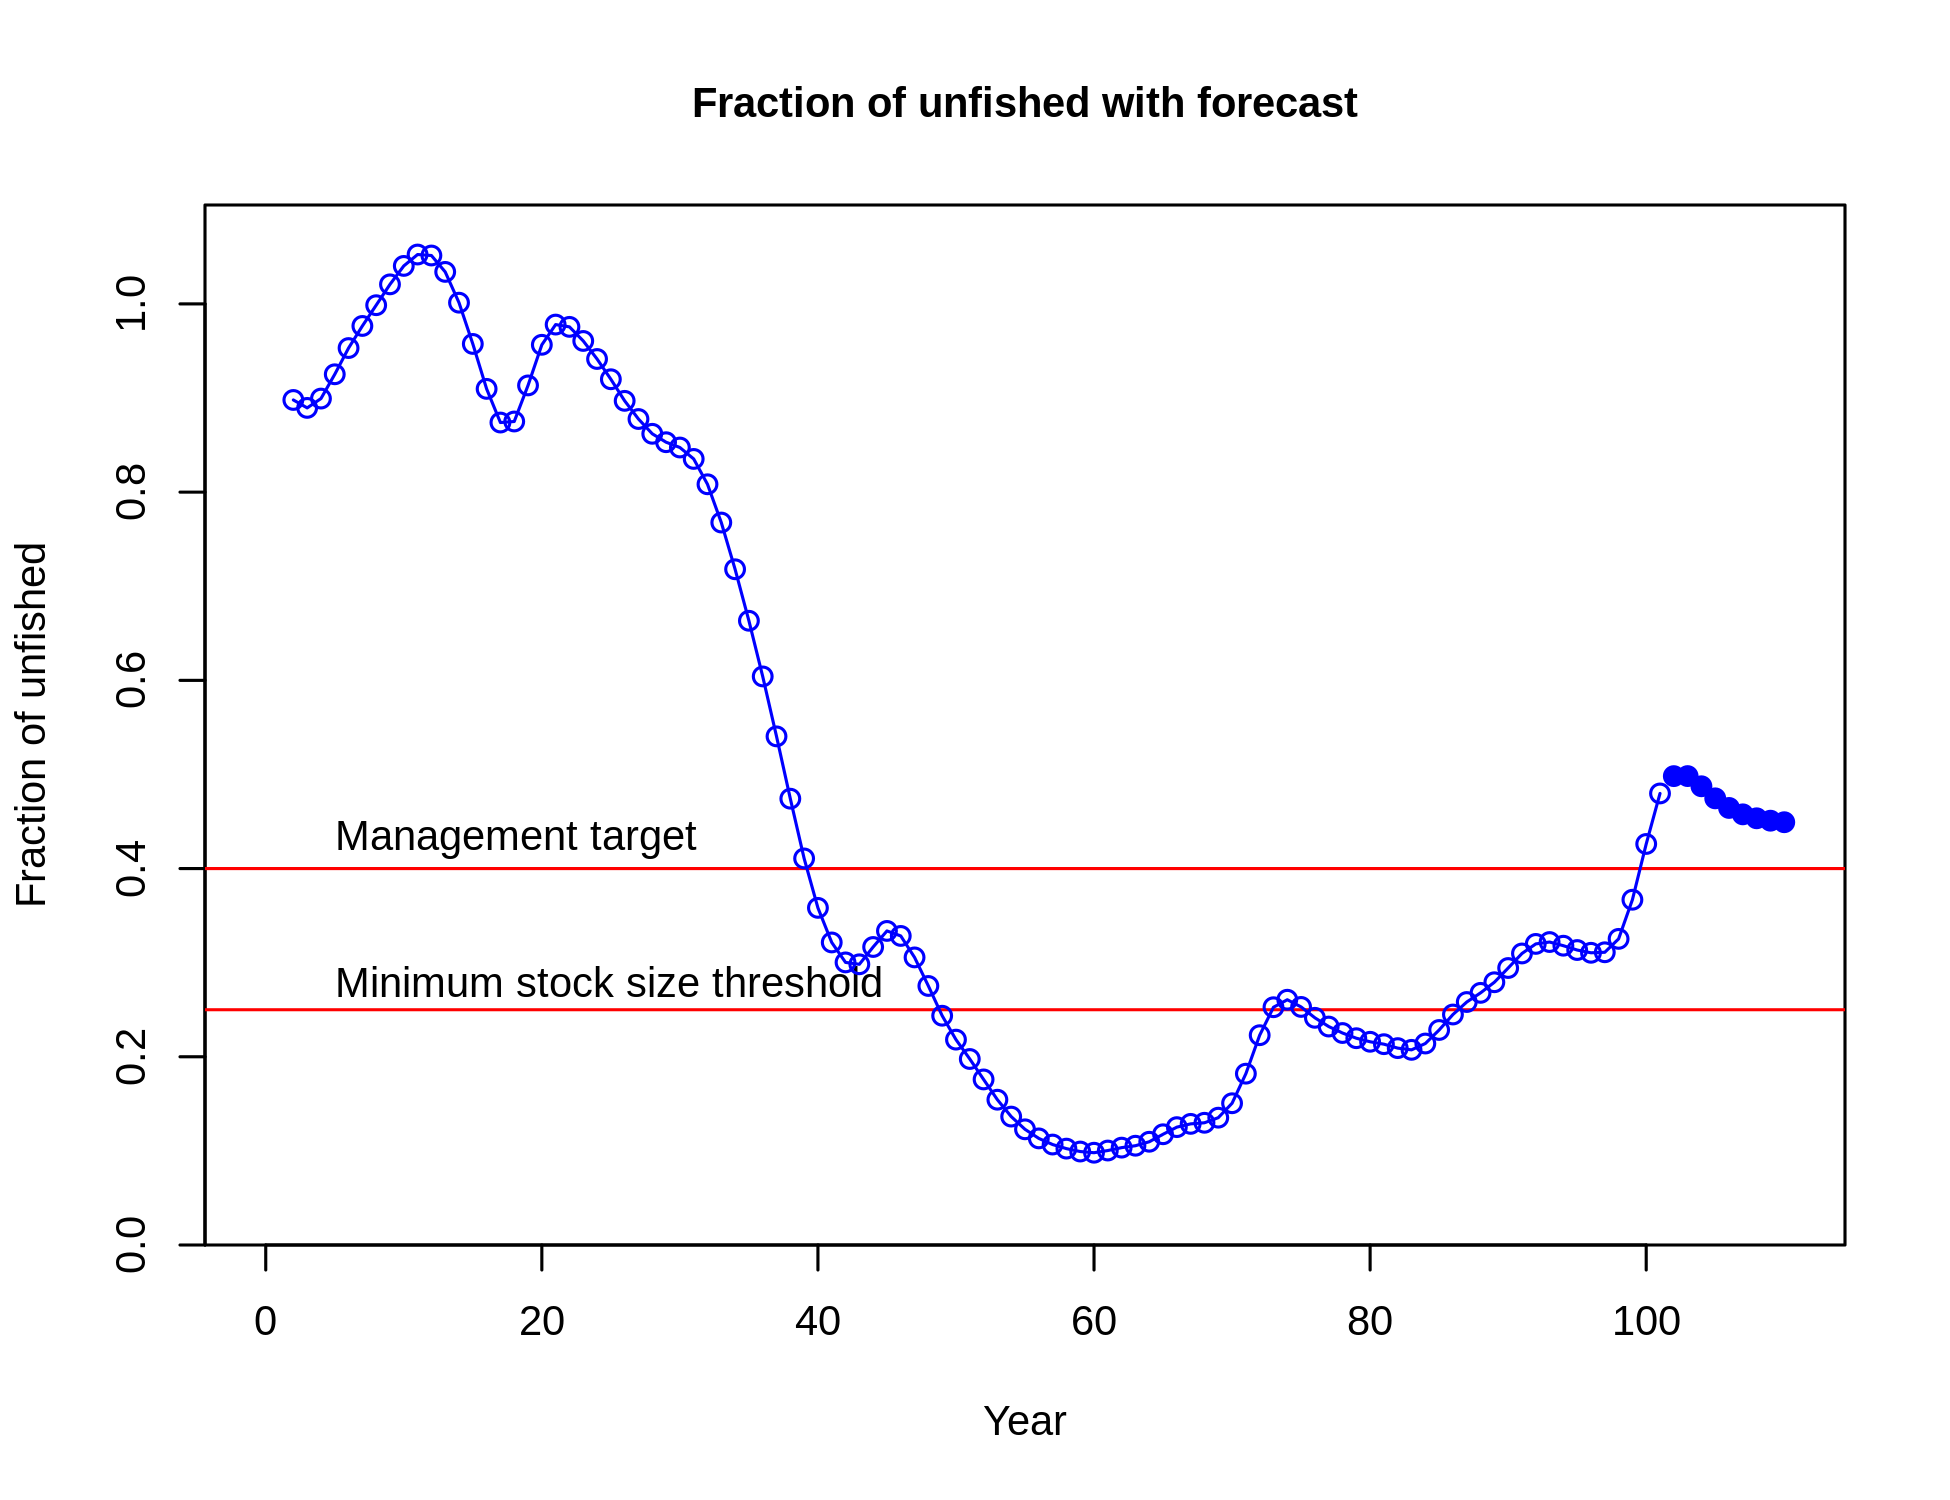 Fraction of unfished with forecast
Fraction of unfished
1.0
0.8
0.6
0.4
0.2
0.0
Management target
Minimum stock size threshold
0 20 40 60 80 100
Year